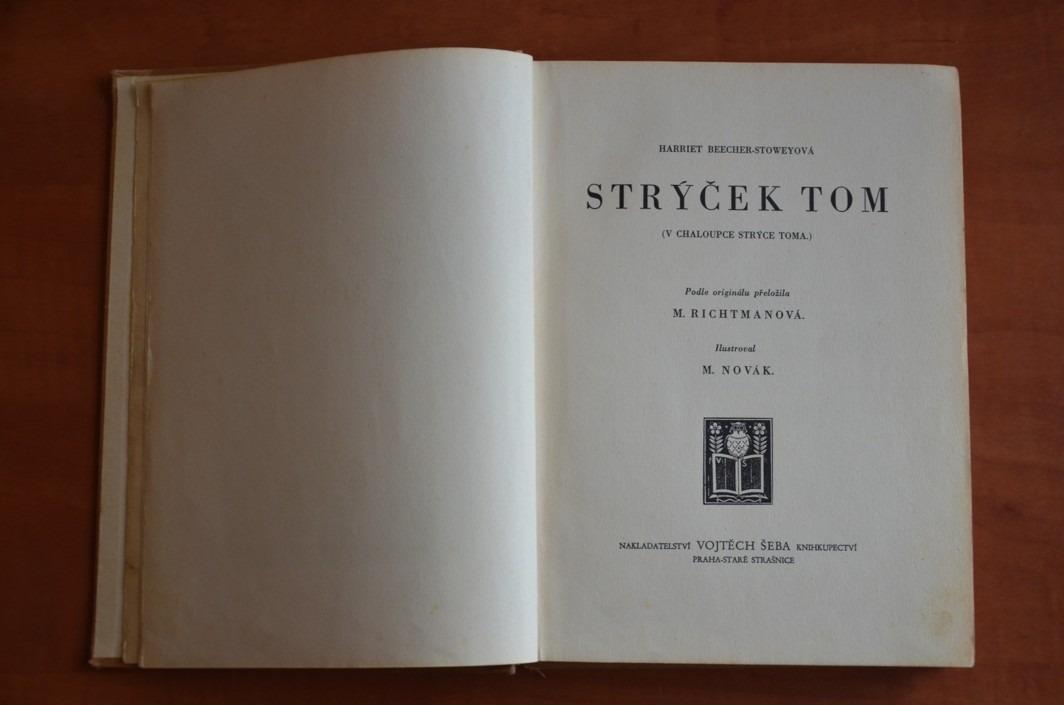 HARRIET BEECHER-STOWEYOVÁ
STRÝČEK TOM
(V CHALOUPCE STRÝCE TOMA.)
Podle originálu přeložila
M. RICHTMANOVÁ.
Ilustroval
M. NOVÁK.
V S
NAKLADATELSTVÍ VOJTĚCH ŠEBA KNIHKUPECTVÍ
PRAHA-STARÉ STRAŠNICE